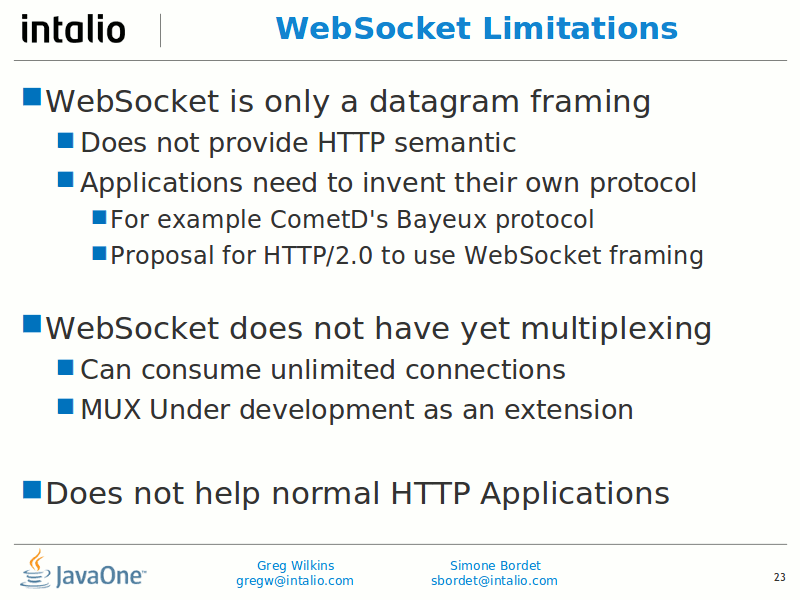 intalio
WebSocket Limitations
WebSocket is only a datagram framing
Does not provide HTTP semantic
Applications need to invent their own protocol
For example CometD's Bayeux protocol
Proposal for HTTP/2.0 to use WebSocket framing
WebSocket does not have yet multiplexing
Can consume unlimited connections
MUX Under development as an extension
Does not help normal HTTP Applications
JavaOne™
Greg Wilkins
gregw@intalio.com
Simone Bordet
sbordet@intalio.com
23